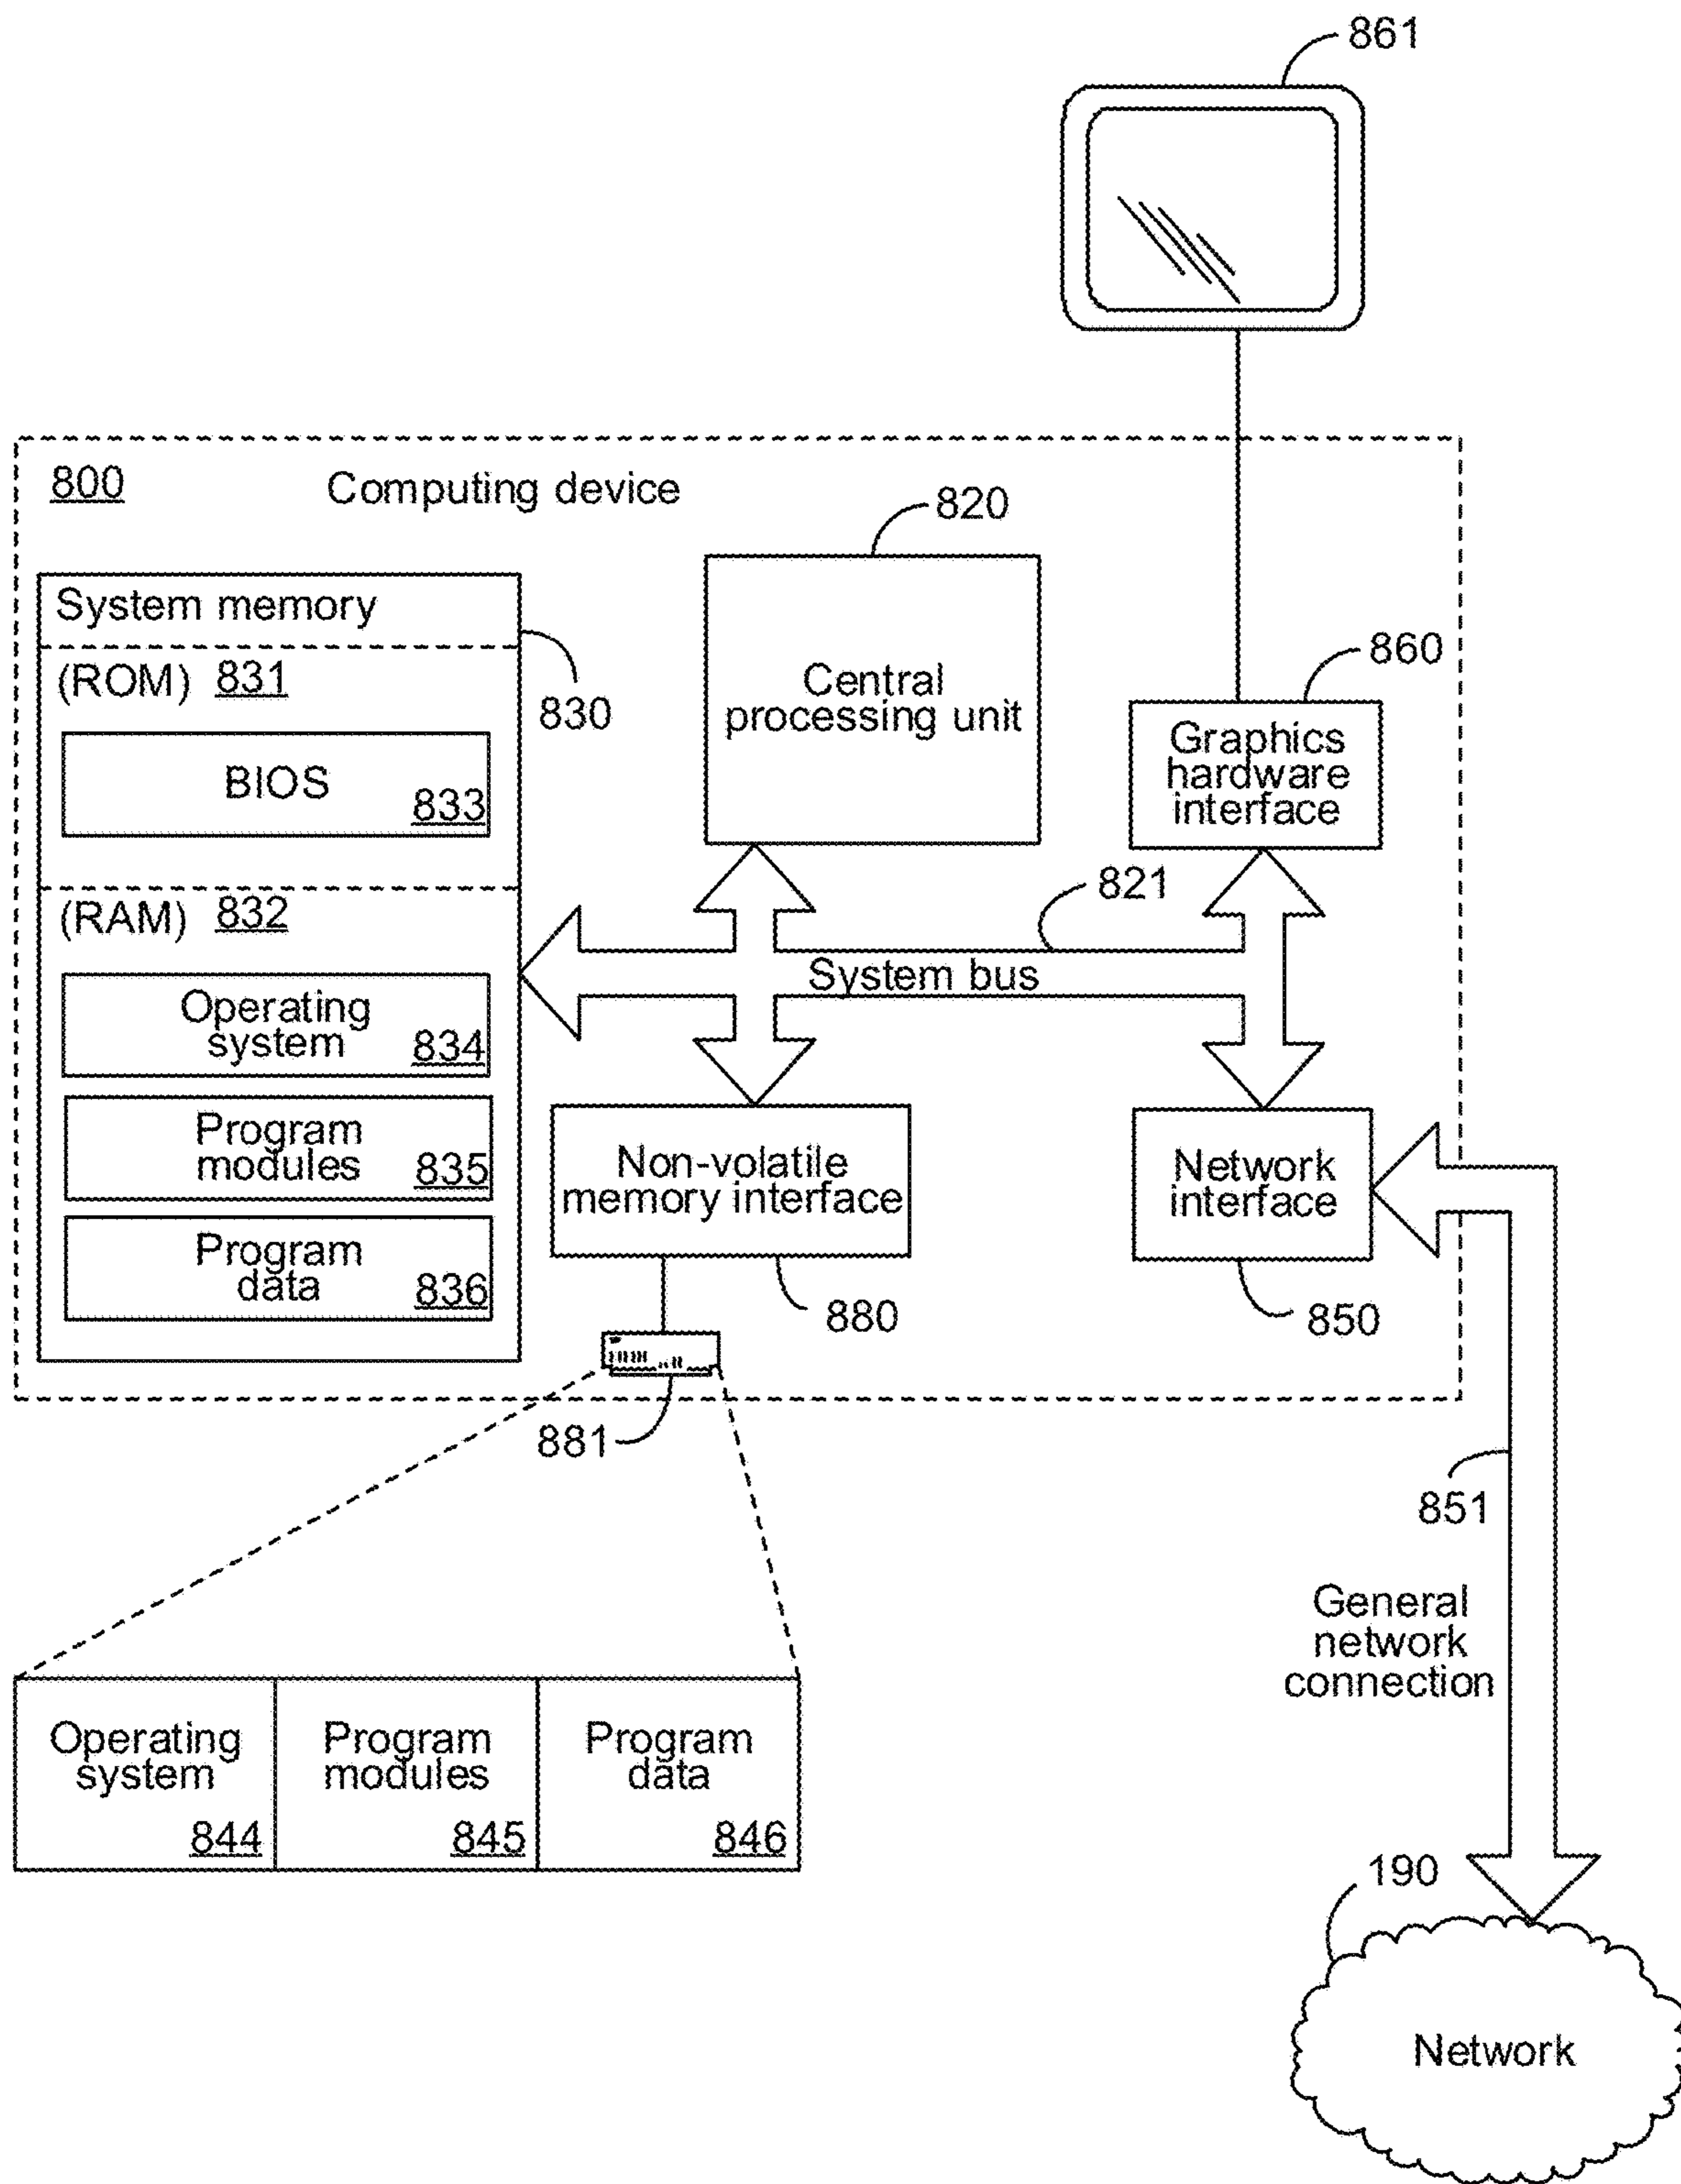 861
800
Computing device
820
System memory
(ROM) 831
830
BIOS
833
Central
processing unit
860
Graphics
hardware
interface
821
(RAM) 832
System bus
Operating
system
834
Program
modules
835
Program
data
836
Non-volatile
memory interface
880
Network
interface
850
881
851
General
network
connection
Operating
system
844
Program
modules
845
Program
data
846
190
Network